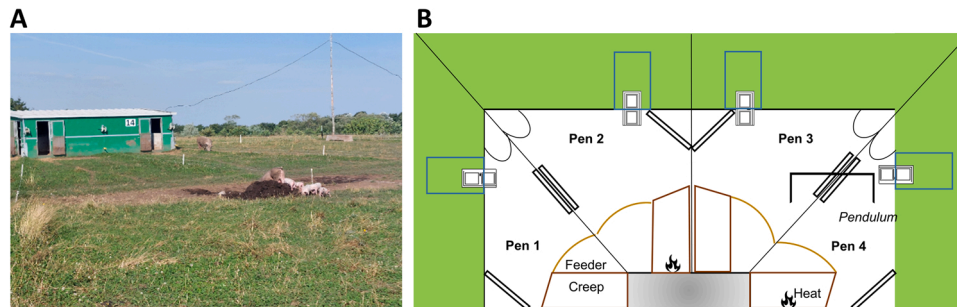 A
B
14
Pen 2
Pen 3
Pendulum
Pen 1
Pen 4
Feeder
Creep
Heat